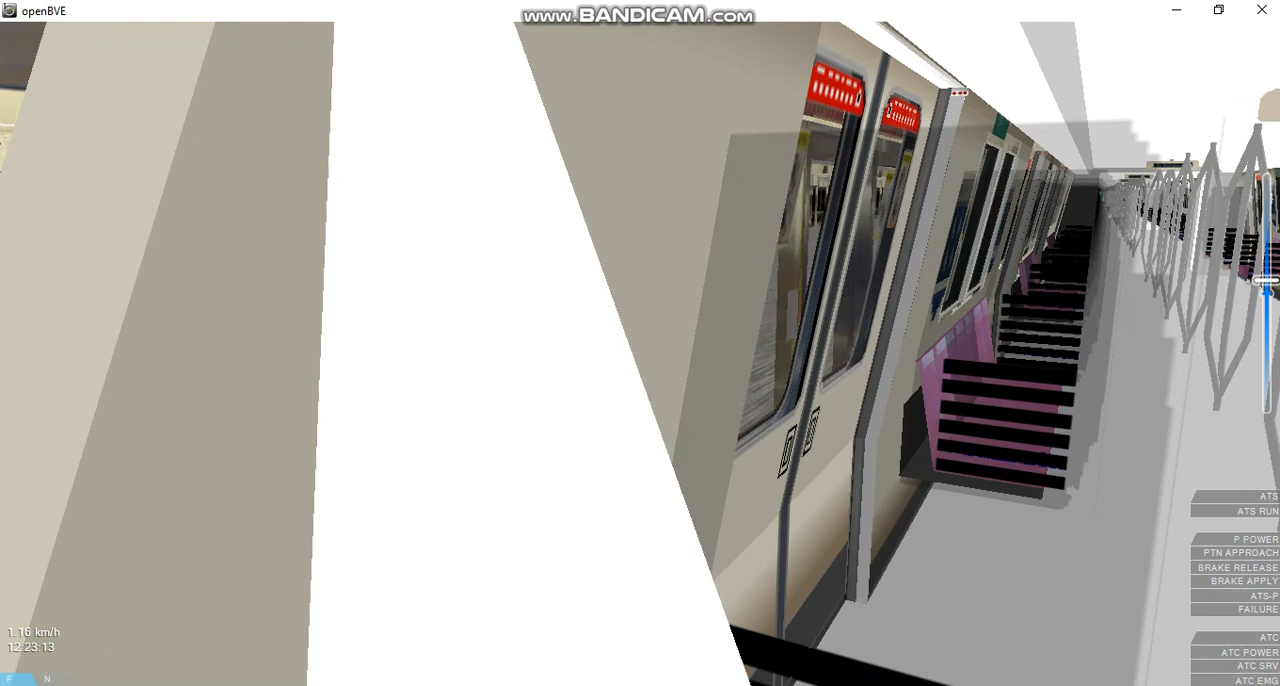 openBVE
www.BANDICAM.com
ATS
ATS RUN
P POWER
PTN APPROACH
BRAKE RELEASE
BRAKE APPLY
ATS-P
FAILURE
ATC
ATC POWER
ATC SRV
ATC EMG
1.16 km/h
12:23:13
F N